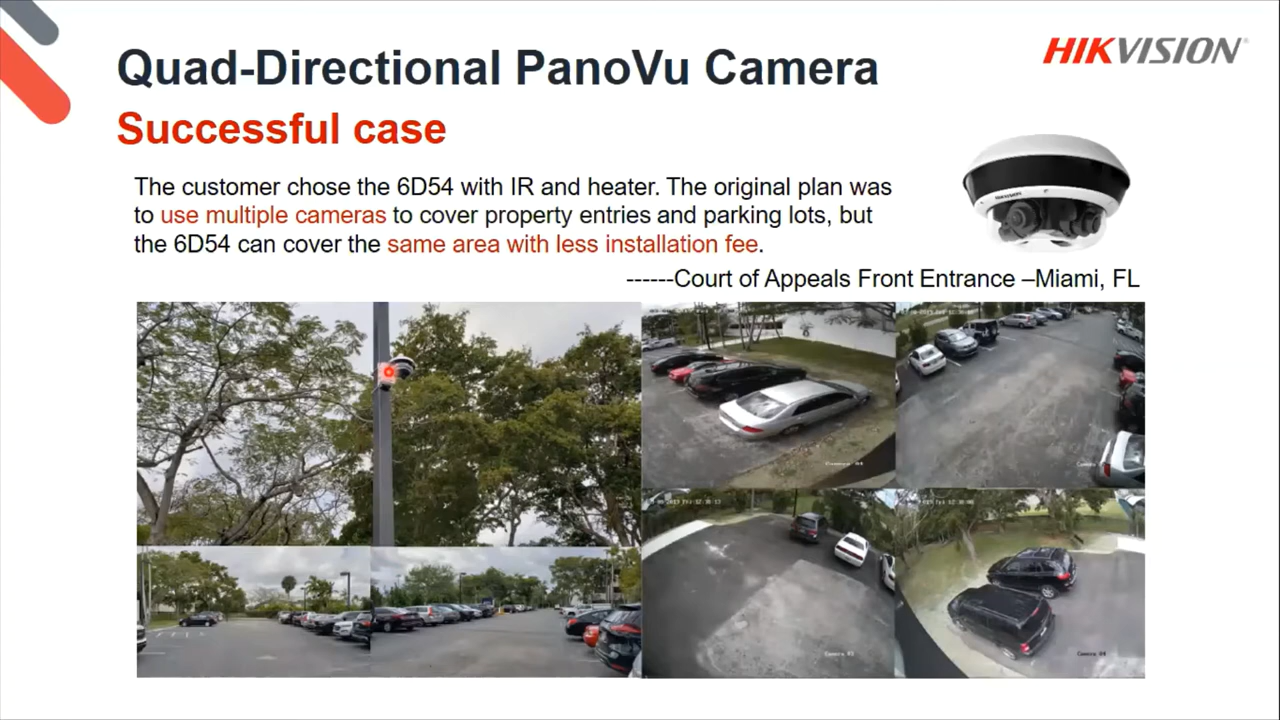 HIKVISION®
Quad-Directional PanoVu Camera
Successful case
The customer chose the 6D54 with IR and heater. The original plan was
to use multiple cameras to cover property entries and parking lots, but
the 6D54 can cover the same area with less installation fee.
------Court of Appeals Front Entrance –Miami, FL
HIKVISION